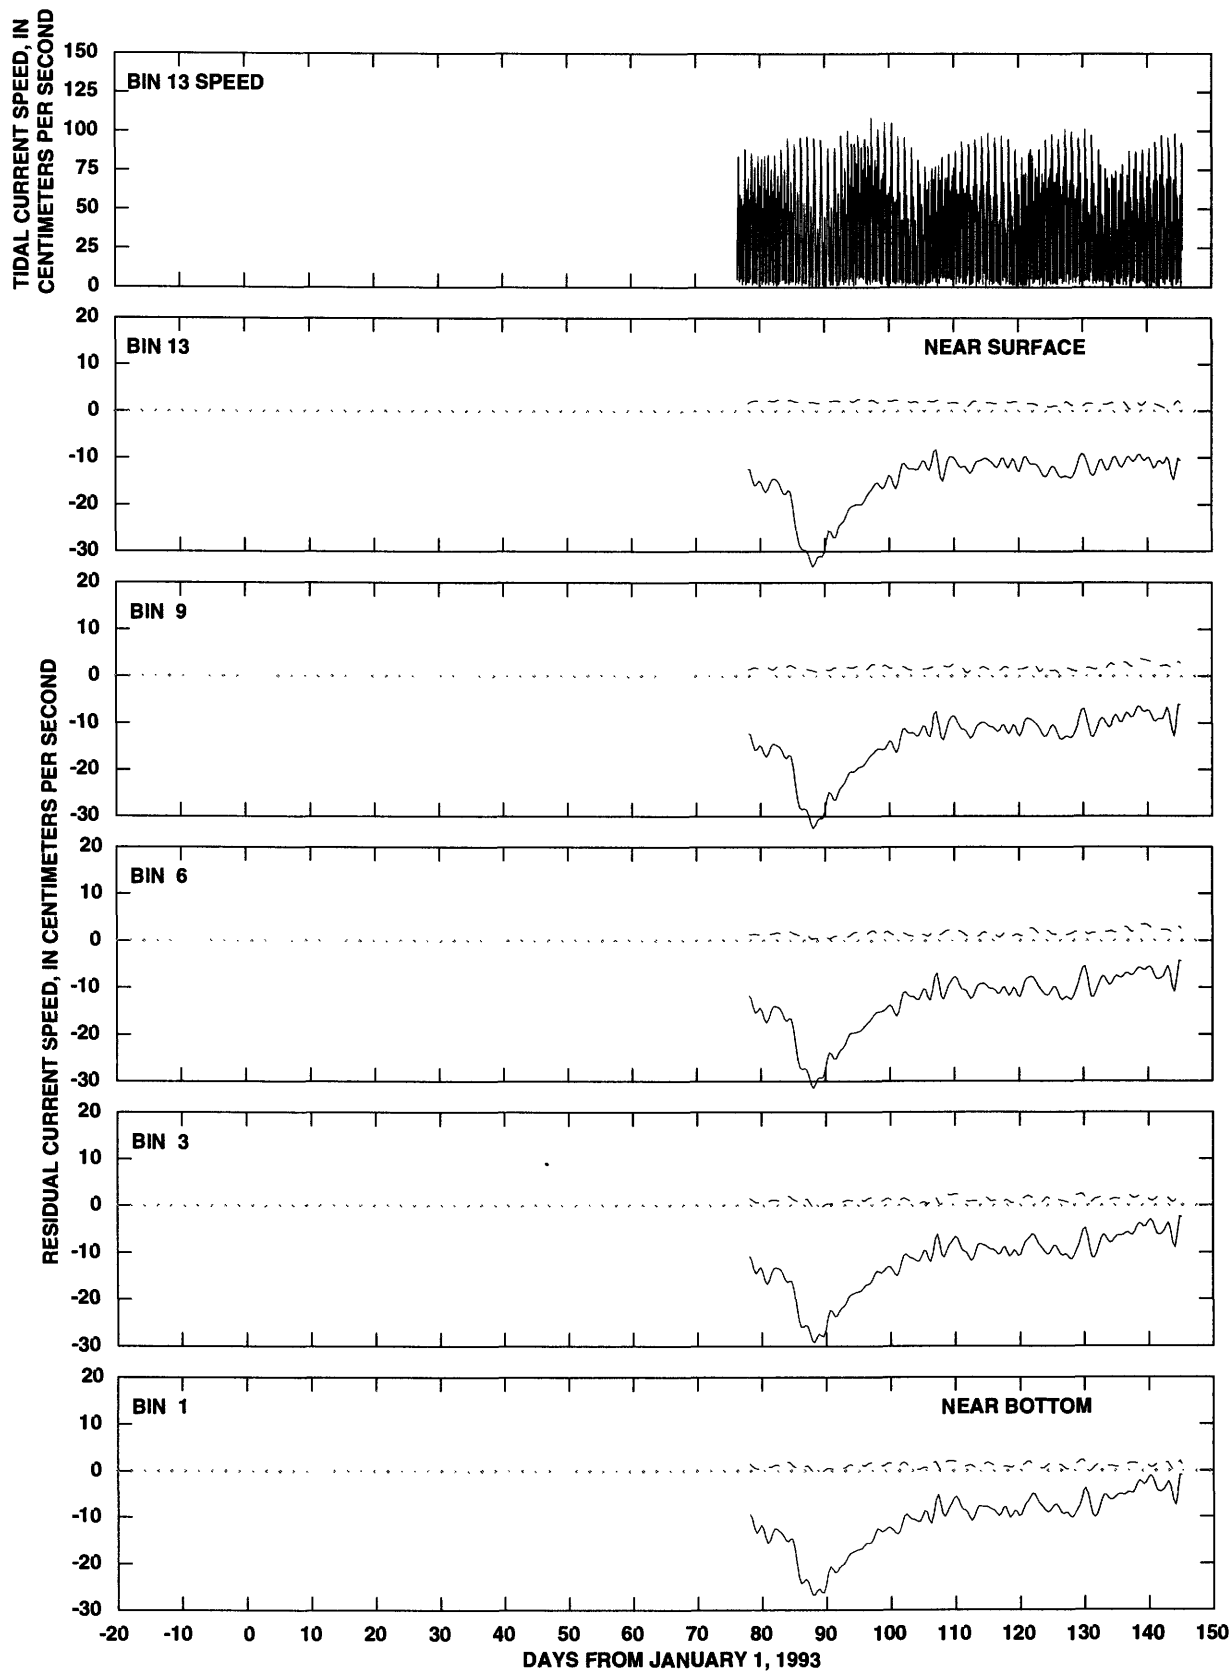 TIDAL CURRENT SPEED, IN
CENTIMETERS PER SECOND
150
125
100
75
50
25
0
BIN 13 SPEED
20
10
0
-10
-20
-30
BIN 13
NEAR SURFACE
RESIDUAL CURRENT SPEED, IN CENTIMETERS PER SECOND
20
10
0
-10
-20
-30
BIN 9
20
10
0
-10
-20
-30
BIN 6
20
10
0
-10
-20
-30
BIN 3
20
10
0
-10
-20
-30
BIN 1
NEAR BOTTOM
-20 -10 0 10 20 30 40 50 60 70 80 90 100 110 120 130 140 150
DAYS FROM JANUARY 1, 1993